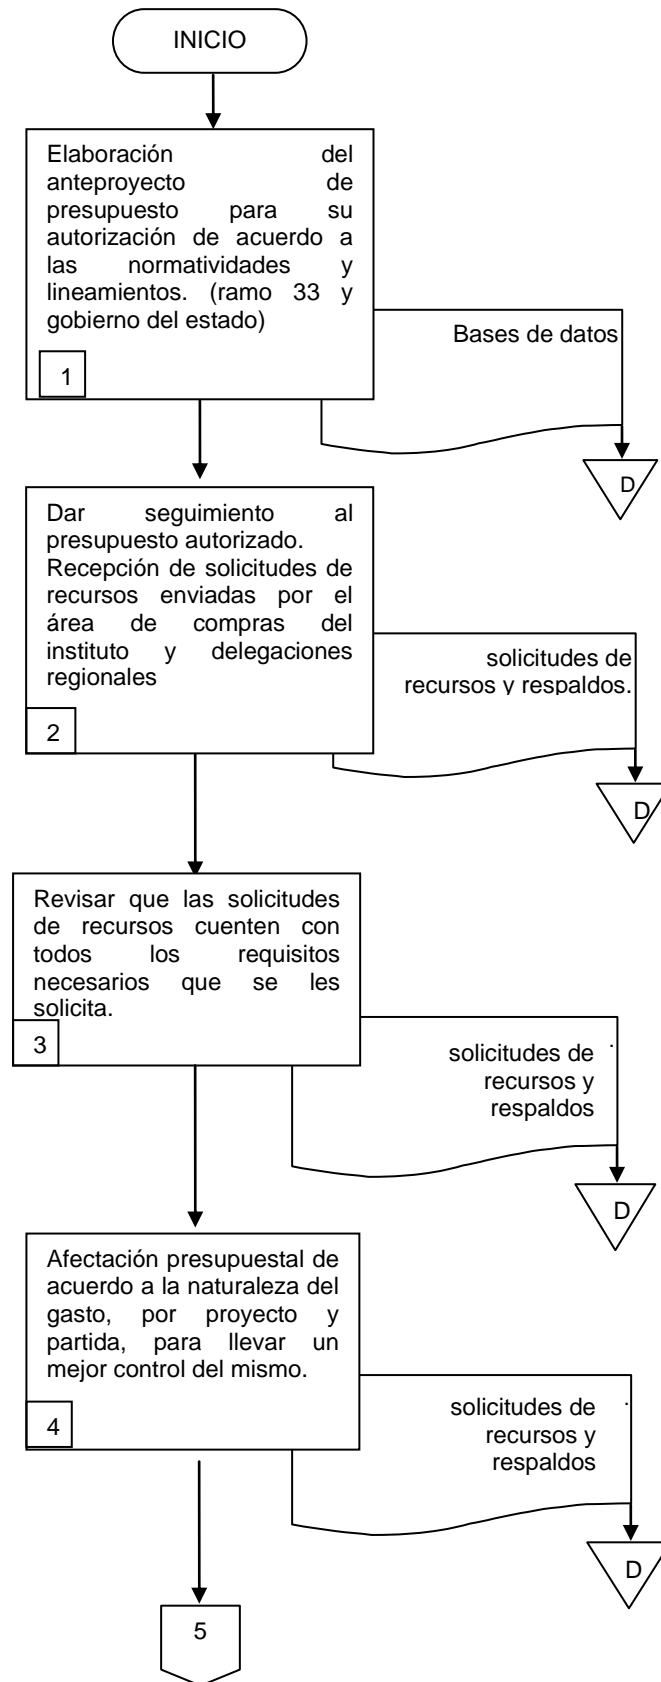 INICIO
Elaboración del
anteproyecto de
presupuesto para su
autorización de acuerdo a
las normatividades y
lineamientos. (ramo 33 y
gobierno del estado)
1
Bases de datos
D
Dar seguimiento al
presupuesto autorizado.
Recepción de solicitudes de
recursos enviadas por el
área de compras del
instituto y delegaciones
regionales
2
solicitudes de
recursos y respaldos.
D
Revisar que las solicitudes
de recursos cuenten con
todos los requisitos
necesarios que se les
solicita.
3
solicitudes de
recursos y
respaldos
.
D
Afectación presupuestal de
acuerdo a la naturaleza del
gasto, por proyecto y
partida, para llevar un
mejor control del mismo.
4
solicitudes de
recursos y
respaldos
.
D
5